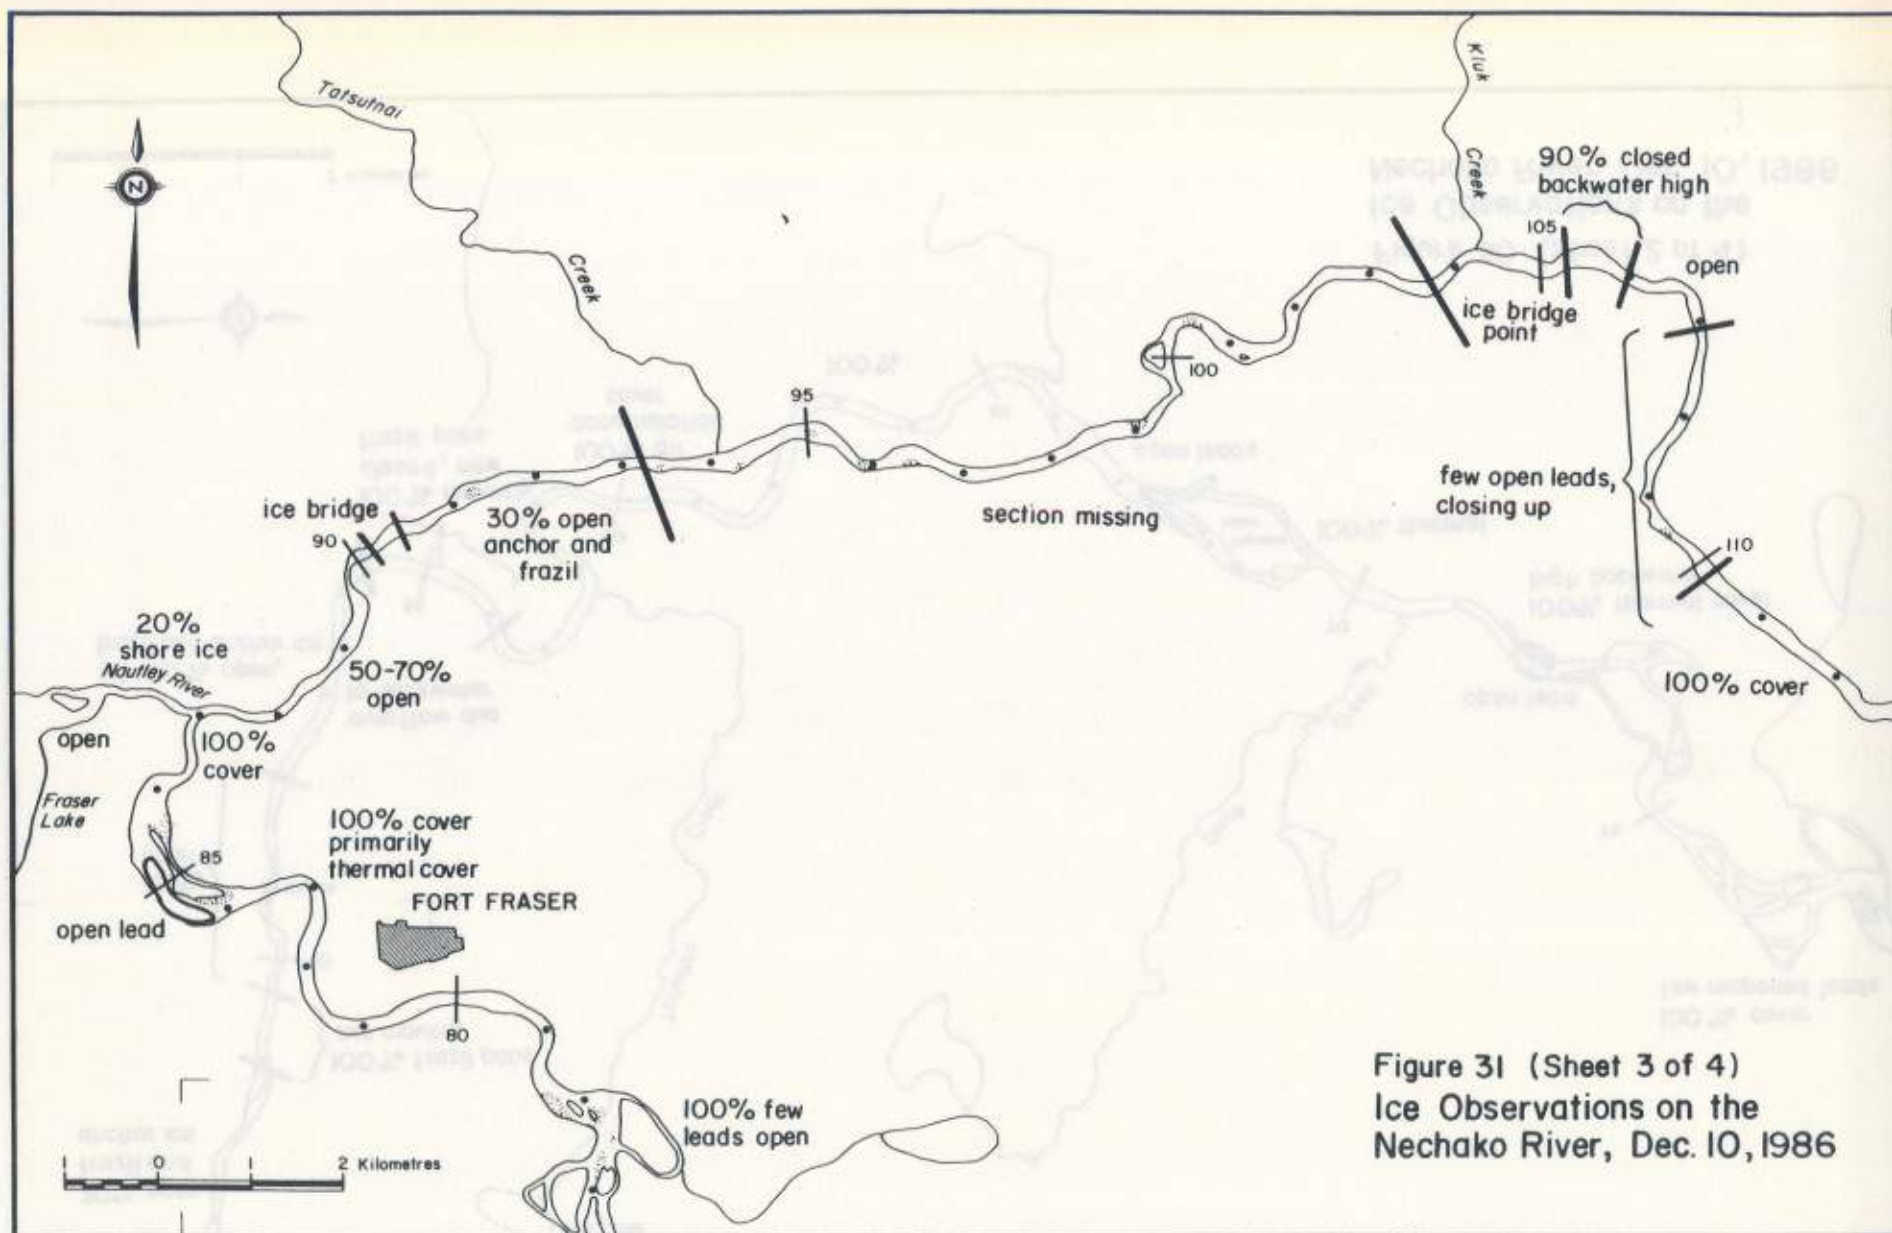 Tatsutnai
Creek
Kluk
Creek
N
90% closed
backwater high
105
open
ice bridge
point
100
95
few open leads,
closing up
section missing
ice bridge
90
30% open
anchor and
frazil
110
20%
shore ice
Nautley River
50-70%
open
100% cover
open
100%
cover
Fraser
Lake
100% cover
primarily
thermal cover
85
FORT FRASER
open lead
80
100% few
leads open
1 0 1 2 Kilometres
Figure 31 (Sheet 3 of 4)
Ice Observations on the
Nechako River, Dec. 10, 1986